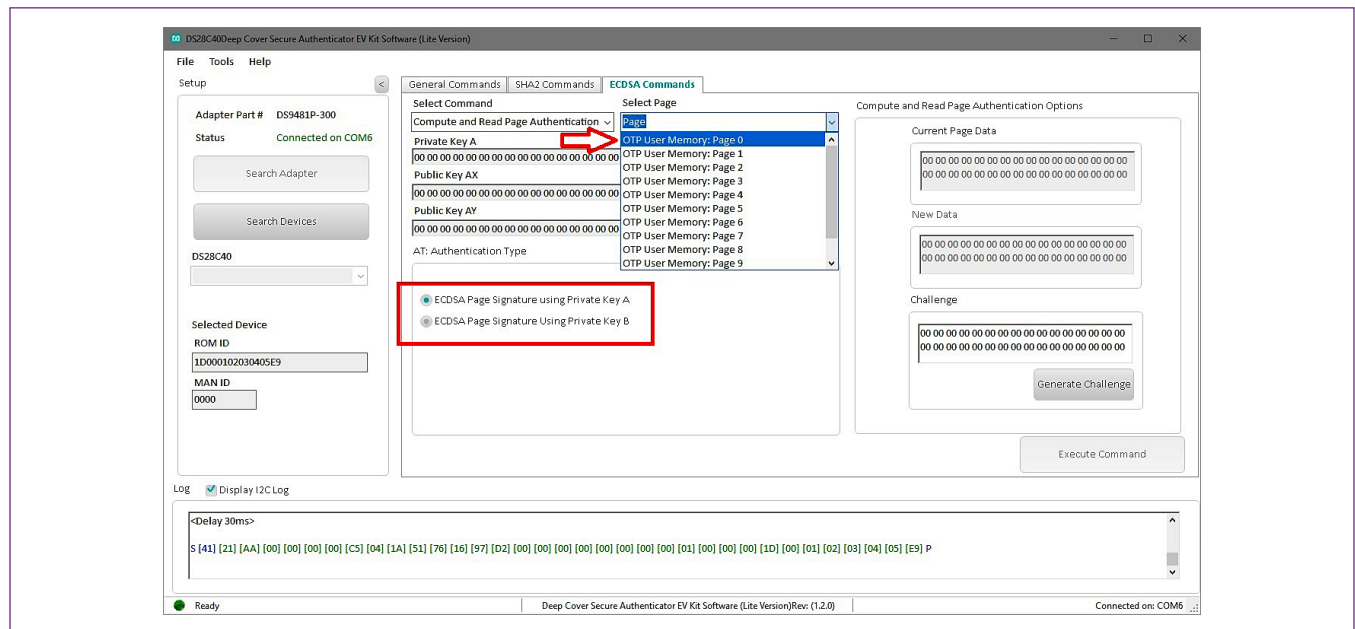 DS28C40Deep Cover Secure Authenticator EV Kit Software (Lite Version)
File Tools Help
Setup
<
Adapter Part # DS9481P-300
Status Connected on COM6
Search Adapter
Search Devices
DS28C40
Selected Device
ROM ID
1D000102030405E9
MAN ID
0000
General Commands SHA2 Commands ECDSA Commands
Select Command
Compute and Read Page Authentication
Select Page
Page
OTP User Memory: Page 0
OTP User Memory: Page 1
OTP User Memory: Page 2
OTP User Memory: Page 3
OTP User Memory: Page 4
OTP User Memory: Page 5
OTP User Memory: Page 6
OTP User Memory: Page 7
OTP User Memory: Page 8
OTP User Memory: Page 9
Private Key A
00 00 00 00 00 00 00 00 00 00 00 00 00 00 00 00
Public Key AX
00 00 00 00 00 00 00 00 00 00 00 00 00 00 00 00
Public Key AY
00 00 00 00 00 00 00 00 00 00 00 00 00 00 00 00
AT: Authentication Type
ECDSA Page Signature using Private Key A
ECDSA Page Signature Using Private Key B
Compute and Read Page Authentication Options
Current Page Data
00 00 00 00 00 00 00 00 00 00 00 00 00 00 00 00
00 00 00 00 00 00 00 00 00 00 00 00 00 00 00 00
New Data
00 00 00 00 00 00 00 00 00 00 00 00 00 00 00 00
00 00 00 00 00 00 00 00 00 00 00 00 00 00 00 00
Challenge
00 00 00 00 00 00 00 00 00 00 00 00 00 00 00 00
00 00 00 00 00 00 00 00 00 00 00 00 00 00 00 00
Generate Challenge
Execute Command
Log Display I2C Log
<Delay 30ms>
S [41] [21] [AA] [00] [00] [00] [00] [C5] [04] [1A] [51] [76] [16] [97] [D2] [00] [00] [00] [00] [00] [00] [00] [00] [01] [00] [00] [00] [1D] [00] [01] [02] [03] [04] [05] [E9] P
Ready
Deep Cover Secure Authenticator EV Kit Software (Lite Version)Rev: (1.2.0)
Connected on: COM6